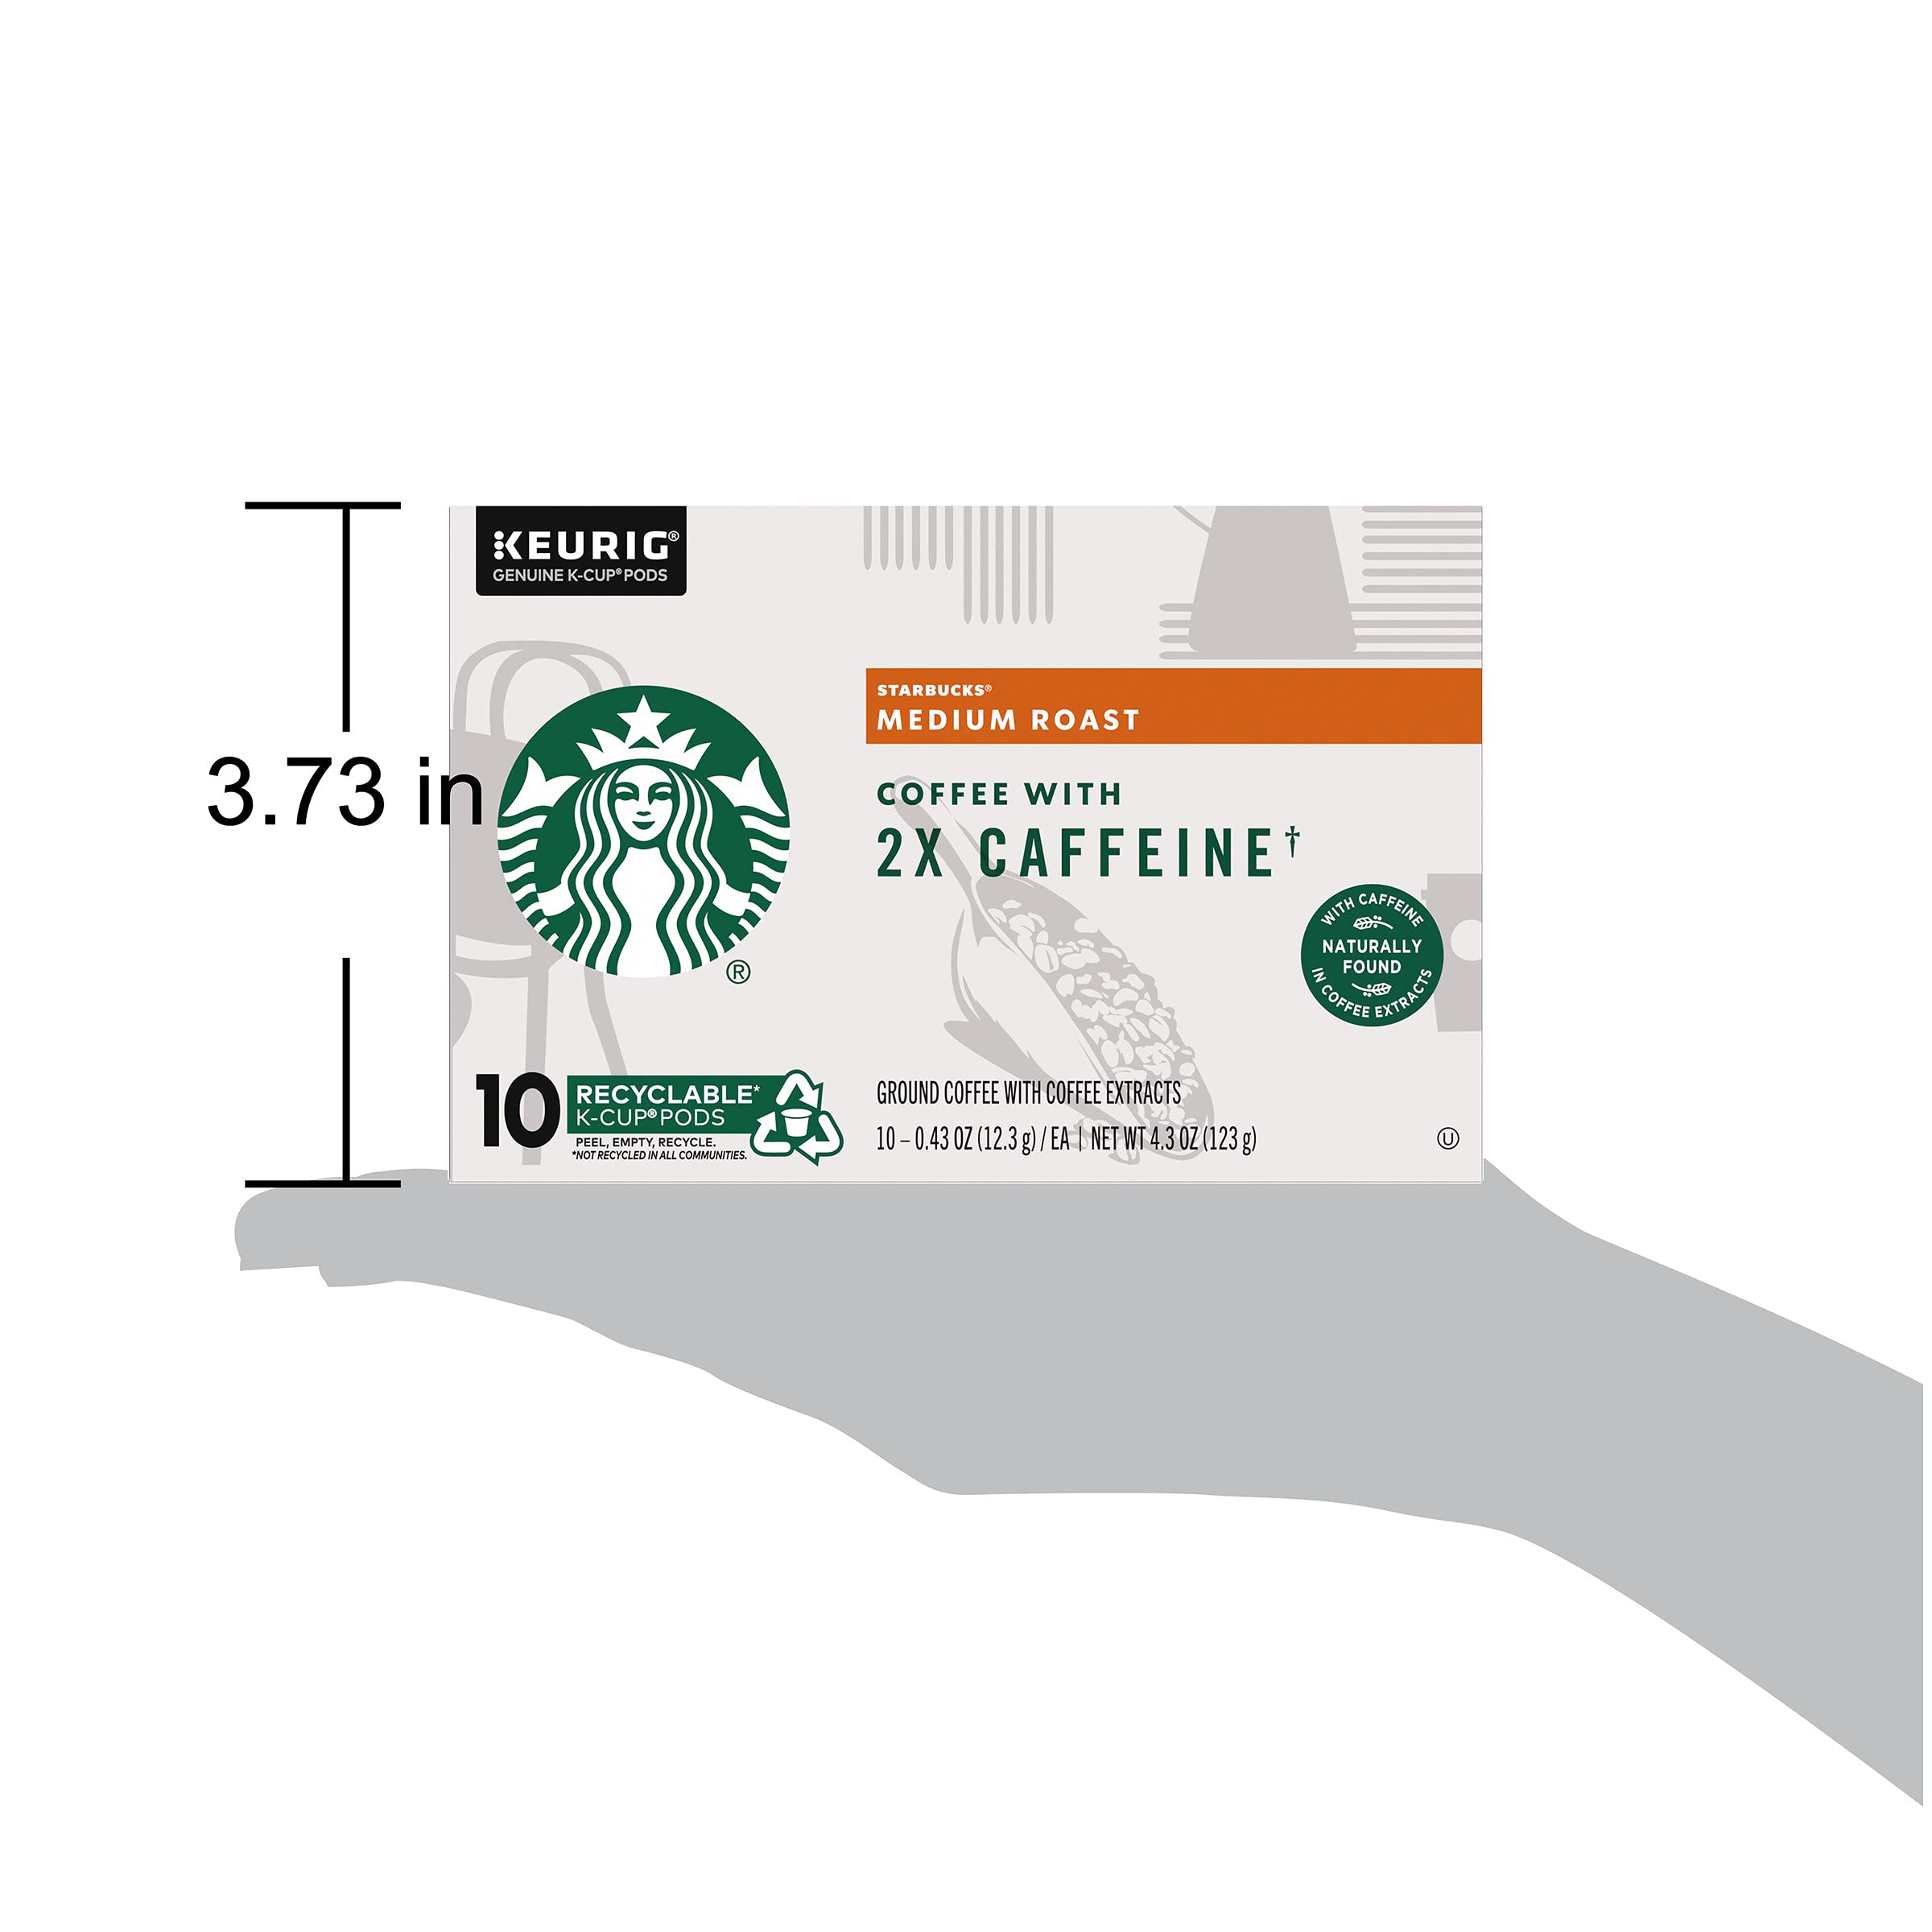 KEURIG®
GENUINE K-CUP® PODS
STARBUCKS®
MEDIUM ROAST
3.73 in
COFFEE WITH
2X CAFFEINE†
WITH CAFFEINE
NATURALLY
FOUND
IN COFFEE EXTRACTS
®
10
RECYCLABLE*
K-CUP® PODS
PEEL, EMPTY, RECYCLE.
*NOT RECYCLED IN ALL COMMUNITIES.
GROUND COFFEE WITH COFFEE EXTRACTS
10 – 0.43 OZ (12.3 g) / EA | NET WT 4.3 OZ (123 g)
U